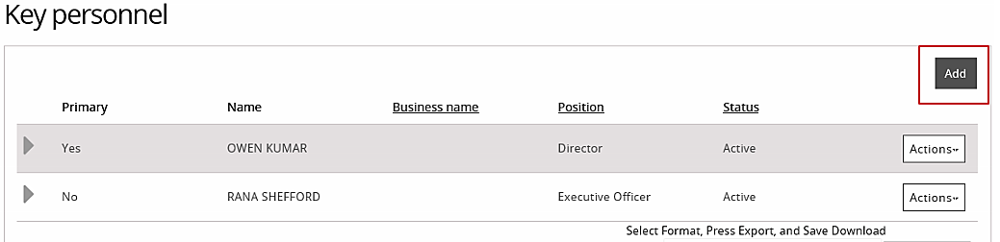 Key personnel
Add
Primary Name Business name Position Status
Yes OWEN KUMAR Director Active Actions
No RANA SHEFFORD Executive Officer Active Actions
Select Format, Press Export, and Save Download